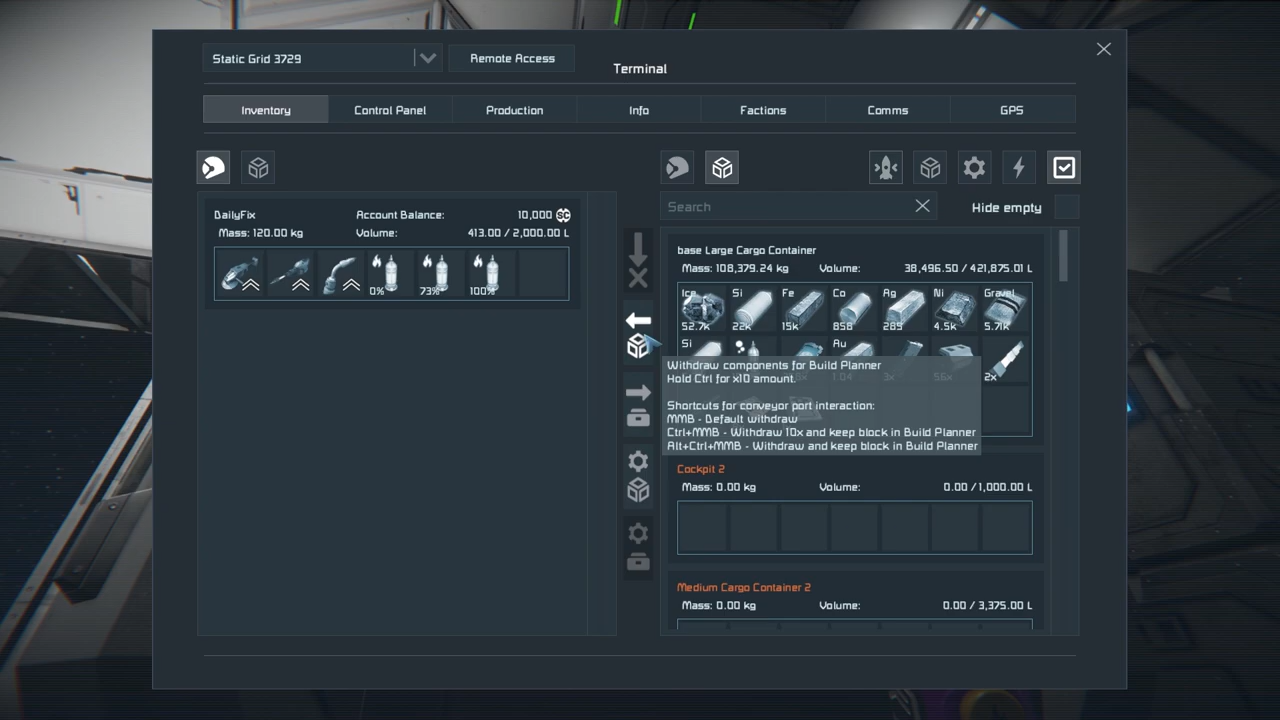 Static Grid 3729
Remote Access
Terminal
Inventory
Control Panel
Production
Info
Factions
Comms
GPS
Search
Hide empty
DailyFix
Account Balance:
10,000 SC
Mass: 120.00 kg
Volume:
413.00 / 2,000.00 L
0%
73%
100%
base Large Cargo Container
Mass: 108,379.24 kg
Volume:
38,496.50 / 421,875.01 L
Ice
Si
Fe
Co
Ag
Ni
Gravel
52.7k
22k
15k
858
289
4.5k
5.71k
Si
Au
1.04
3x
56x
2x
Withdraw components for Build Planner
Hold Ctrl for x10 amount.
Shortcuts for conveyor port interaction:
MMB - Default withdraw
Ctrl+MMB - Withdraw 10x and keep block in Build Planner
Alt+Ctrl+MMB - Withdraw and keep block in Build Planner
Cockpit 2
Mass: 0.00 kg
Volume:
0.00 / 1,000.00 L
Medium Cargo Container 2
Mass: 0.00 kg
Volume:
0.00 / 3,375.00 L